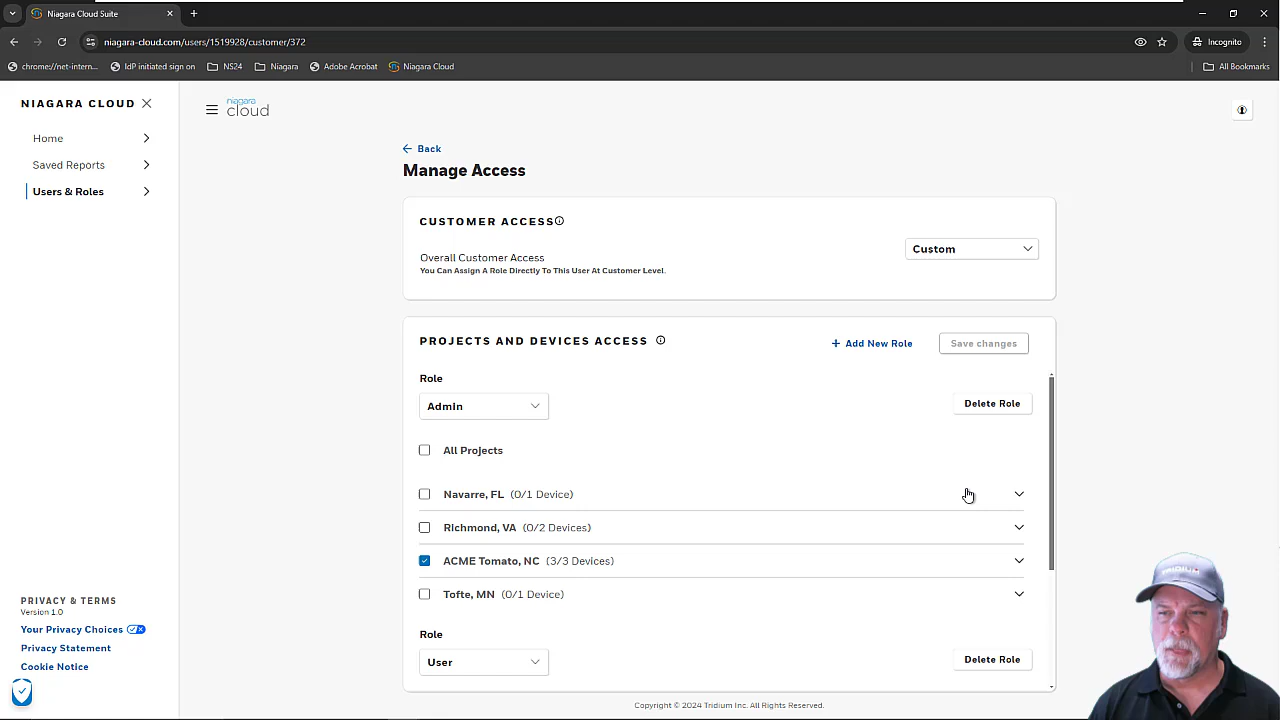 Niagara Cloud Suite
niagara-cloud.com/users/1519928/customer/372
Incognito
chrome://net-intern...
IdP initiated sign on
NS24
Niagara
Adobe Acrobat
Niagara Cloud
All Bookmarks
NIAGARA CLOUD
Home
Saved Reports
Users & Roles
niagara
cloud
Back
Manage Access
CUSTOMER ACCESS
Overall Customer Access
You Can Assign A Role Directly To This User At Customer Level.
Custom
PROJECTS AND DEVICES ACCESS
+ Add New Role
Save changes
Role
Admin
Delete Role
All Projects
Navarre, FL (0/1 Device)
Richmond, VA (0/2 Devices)
ACME Tomato, NC (3/3 Devices)
Tofte, MN (0/1 Device)
Role
User
Delete Role
PRIVACY & TERMS
Version 1.0
Your Privacy Choices
Privacy Statement
Cookie Notice
Copyright © 2024 Tridium Inc. All Rights Reserved.
TRIDIUM